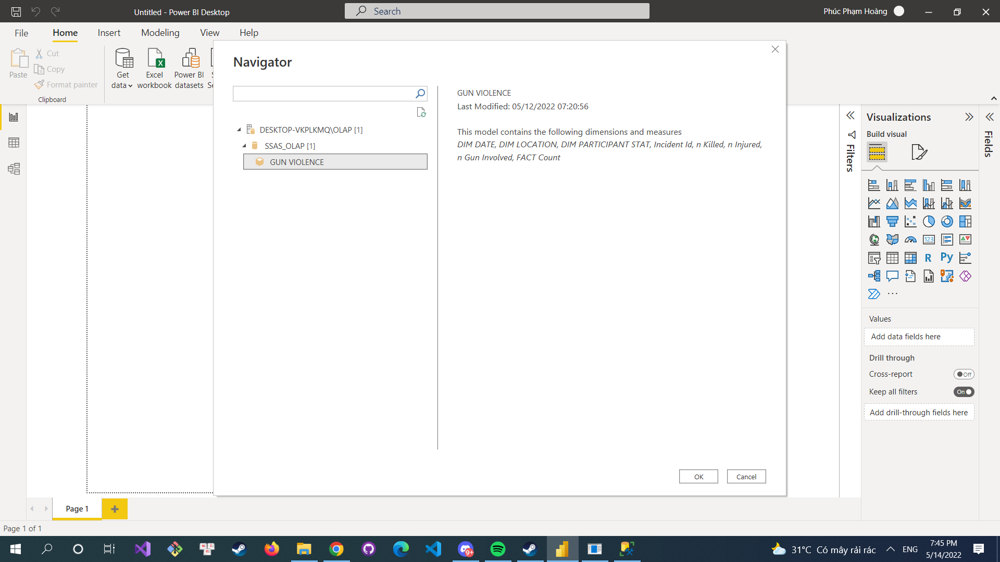 Untitled - Power BI Desktop
Search
Phúc Phạm Hoàng
File
Home
Insert
Modeling
View
Help
Paste
Cut
Copy
Format painter
Clipboard
Get data
Excel workbook
Power BI datasets
Navigator
DESKTOP-VKPLKMQ\OLAP [1]
SSAS_OLAP [1]
GUN VIOLENCE
GUN VIOLENCE
Last Modified: 05/12/2022 07:20:56
This model contains the following dimensions and measures
DIM DATE, DIM LOCATION, DIM PARTICIPANT STAT, Incident Id, n Killed, n Injured,
n Gun Involved, FACT Count
OK
Cancel
Filters
Visualizations
Build visual
123
R
Py
...
Values
Add data fields here
Drill through
Cross-report
Off
Keep all filters
On
Add drill-through fields here
Fields
Page 1
Page 1 of 1
9+
31°C Có mây rải rác
ENG
7:45 PM
5/14/2022